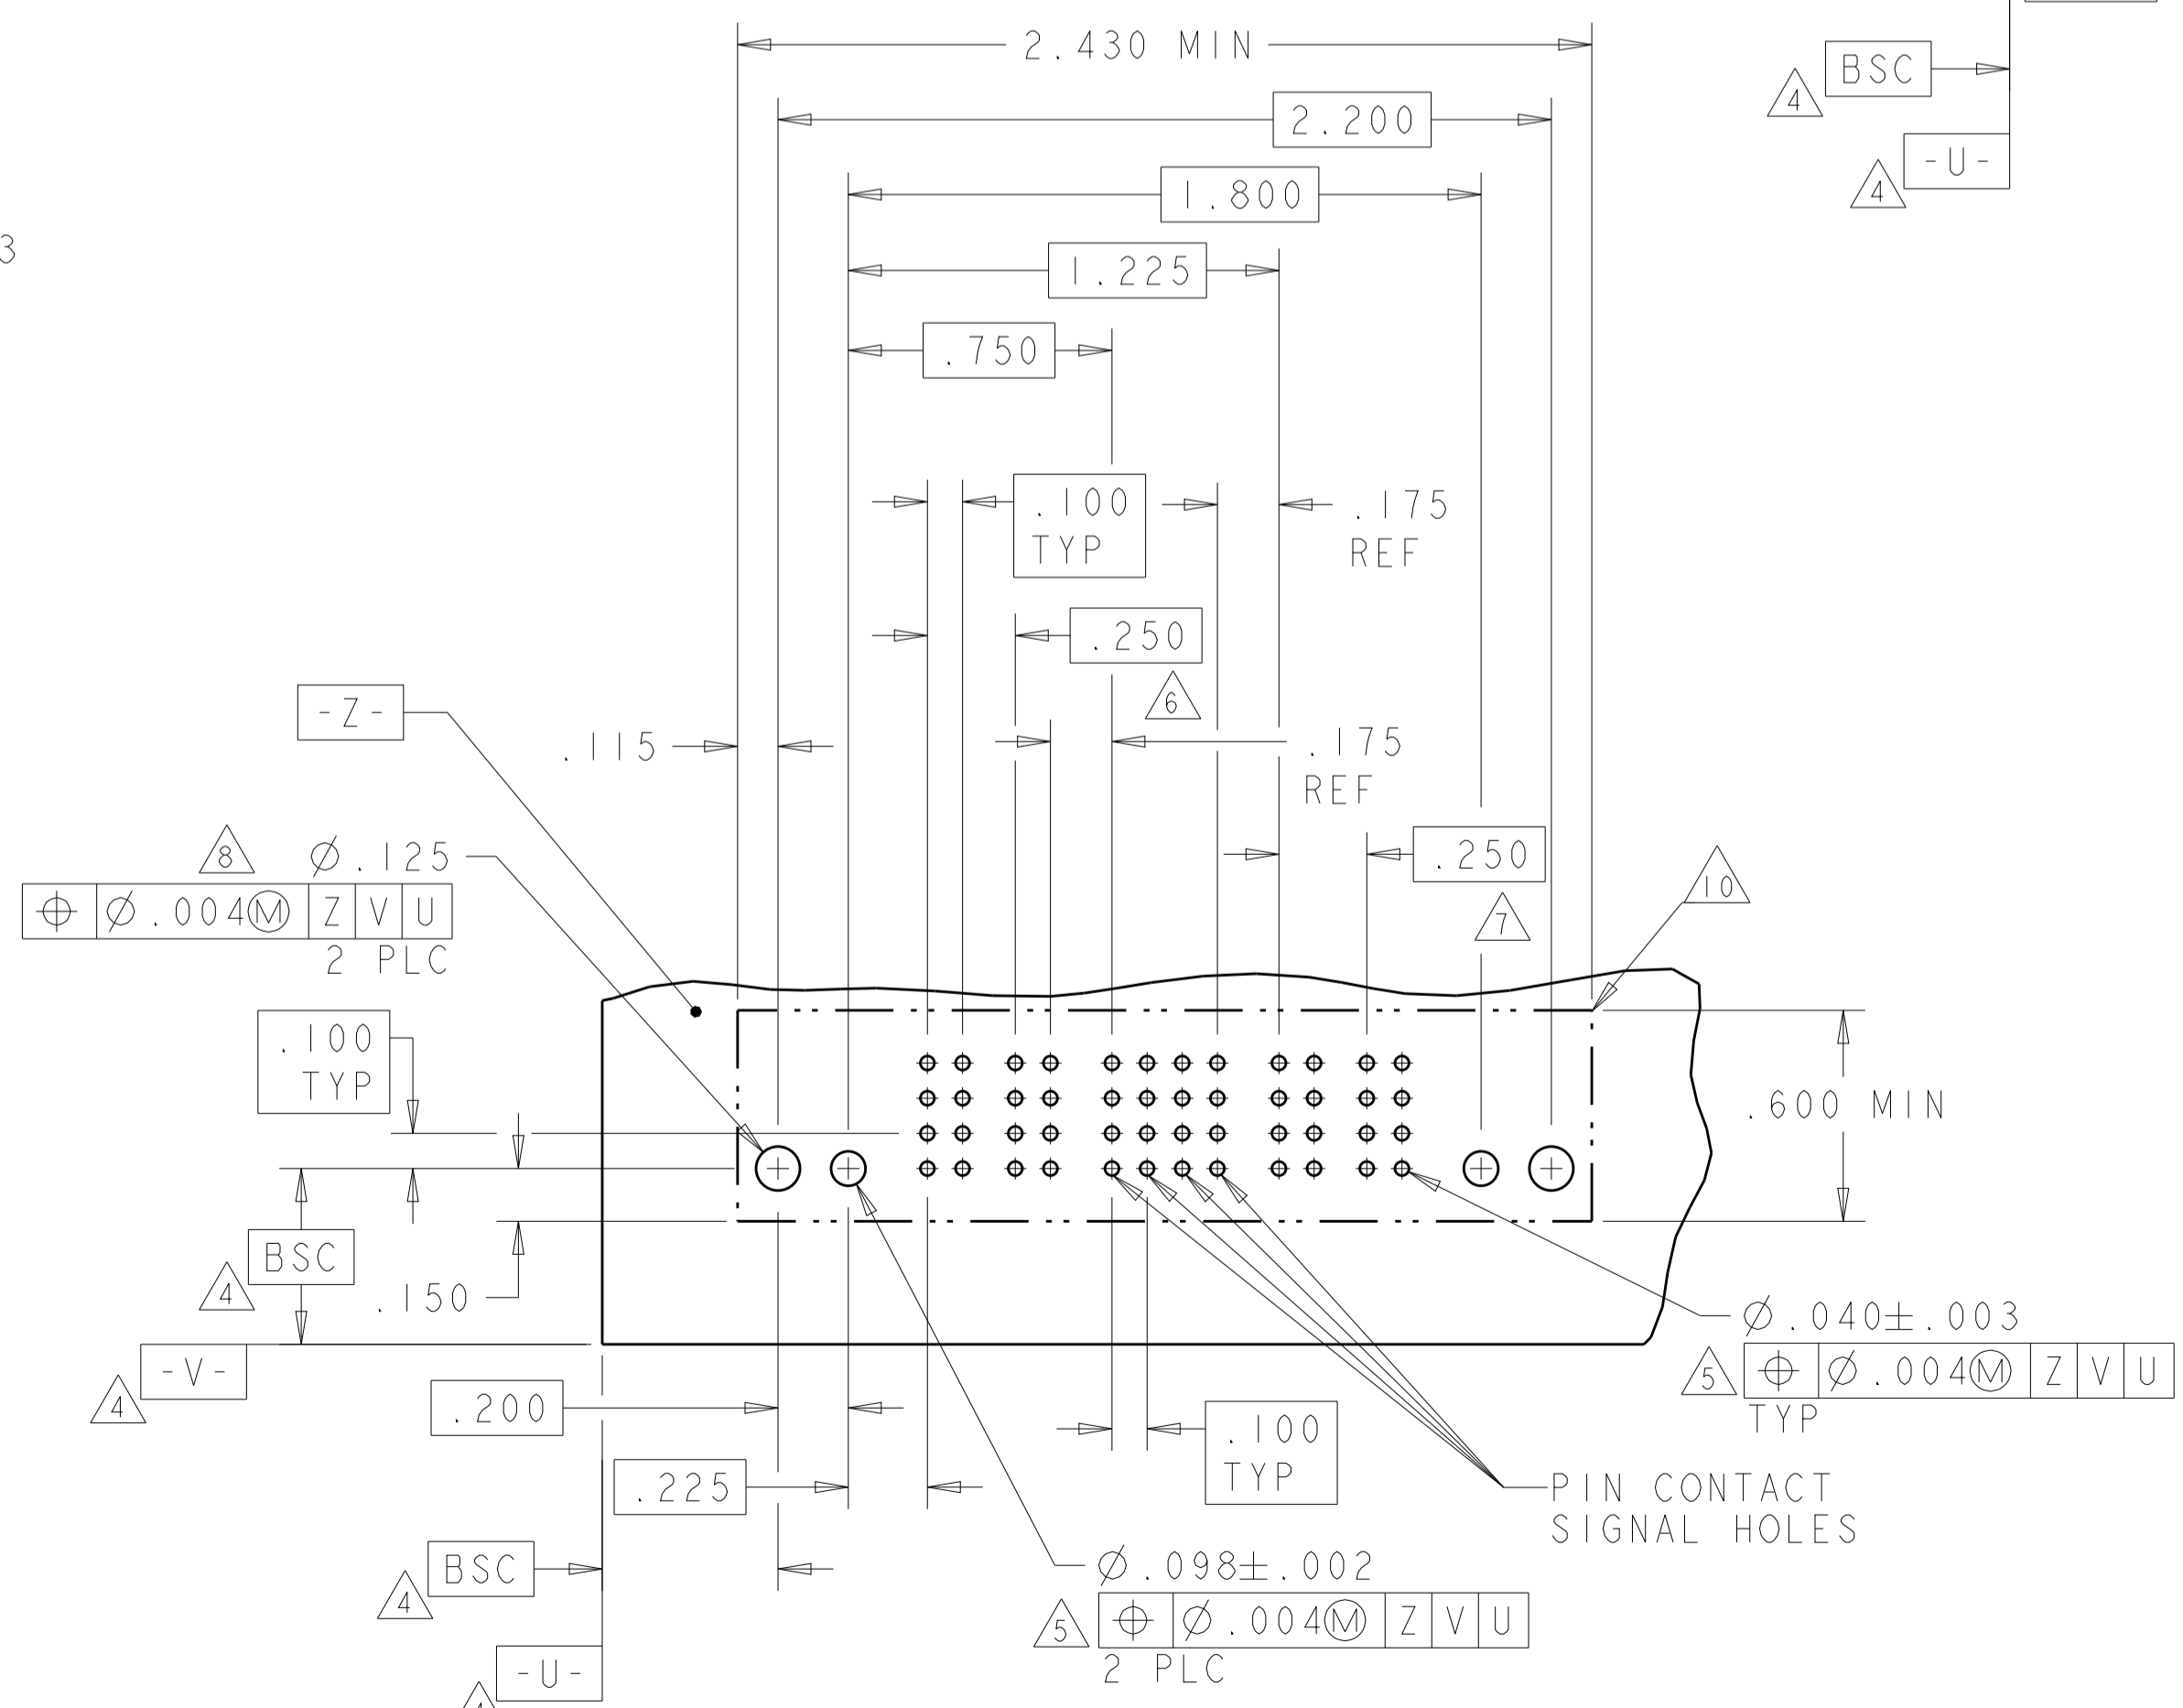 2.430 MIN
BSC
4
2.200
-U-
4
1.800
3
1.225
.750
.100
TYP
.175
REF
.250
6
-Z-
.115
.175
REF
8
Ø.125
.250
7
10
⌖ Ø.004Ⓜ Z V U
2 PLC
.100
TYP
.600 MIN
BSC
4
.150
Ø.040±.003
5
⌖ Ø.004Ⓜ Z V U
TYP
-V-
4
.200
.100
TYP
.225
PIN CONTACT
SIGNAL HOLES
BSC
4
Ø.098±.002
5
⌖ Ø.004Ⓜ Z V U
2 PLC
-U-
4